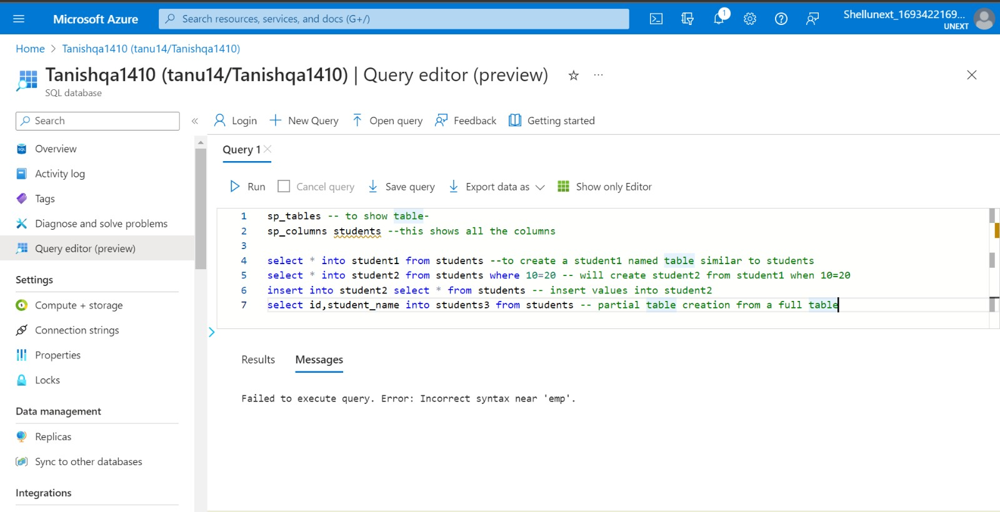 Microsoft Azure
Search resources, services, and docs (G+/)
1
Shellunext_1693422169...
UNEXT
Home > Tanishqa1410 (tanu14/Tanishqa1410)
Tanishqa1410 (tanu14/Tanishqa1410) | Query editor (preview)
SQL database
Search
Login
New Query
Open query
Feedback
Getting started
Overview
Activity log
Tags
Diagnose and solve problems
Query editor (preview)
Settings
Compute + storage
Connection strings
Properties
Locks
Data management
Replicas
Sync to other databases
Integrations
Query 1
Run
Cancel query
Save query
Export data as
Show only Editor
1 sp_tables -- to show table-
2 sp_columns students --this shows all the columns
3
4 select * into student1 from students --to create a student1 named table similar to students
5 select * into student2 from students where 10=20 -- will create student2 from student1 when 10=20
6 insert into student2 select * from students -- insert values into student2
7 select id,student_name into students3 from students -- partial table creation from a full table
Results
Messages
Failed to execute query. Error: Incorrect syntax near 'emp'.